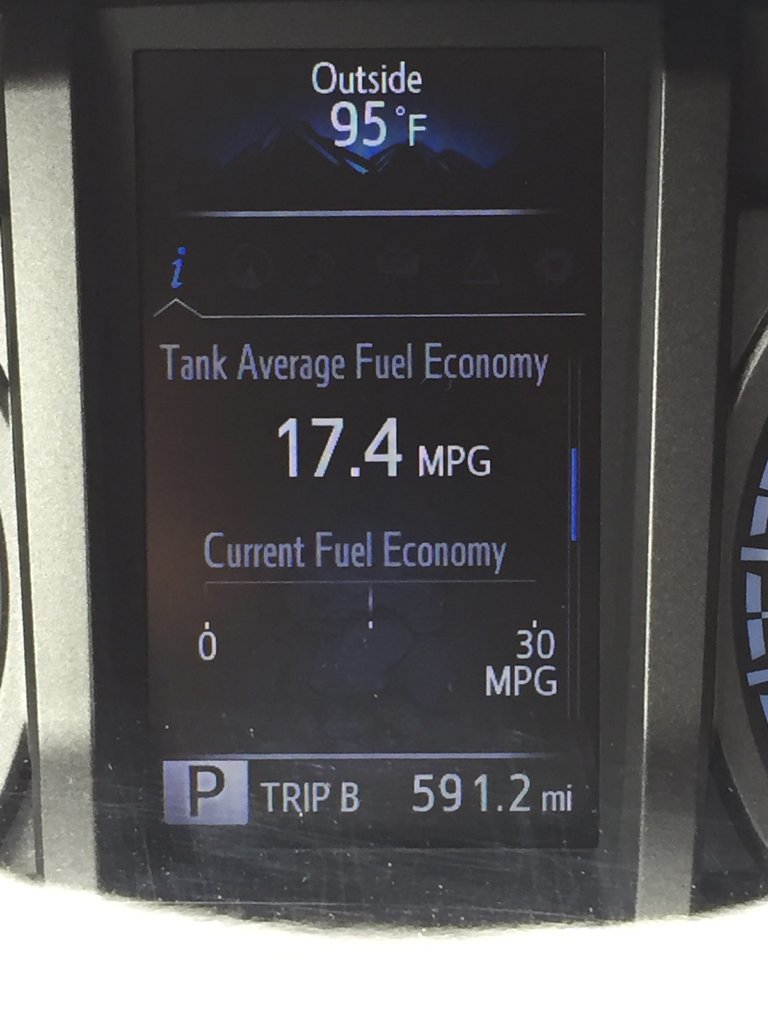 Outside
95°F
i
Tank Average Fuel Economy
17.4 MPG
Current Fuel Economy
0 30
MPG
P TRIP B 591.2 mi